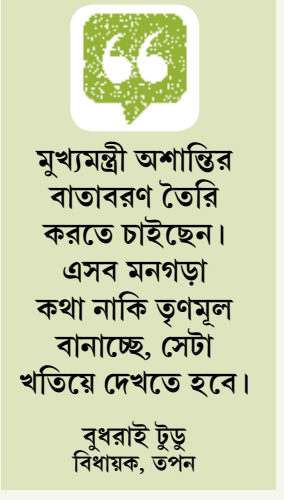 মুখ্যমন্ত্রী অশান্তির
বাতাবরণ তৈরি
করতে চাইছেন।
এসব মনগড়া
কথা নাকি তৃণমূল
বানাচ্ছে, সেটা
খতিয়ে দেখতে হবে।
বুধরাই টুডু
বিধায়ক, তপন